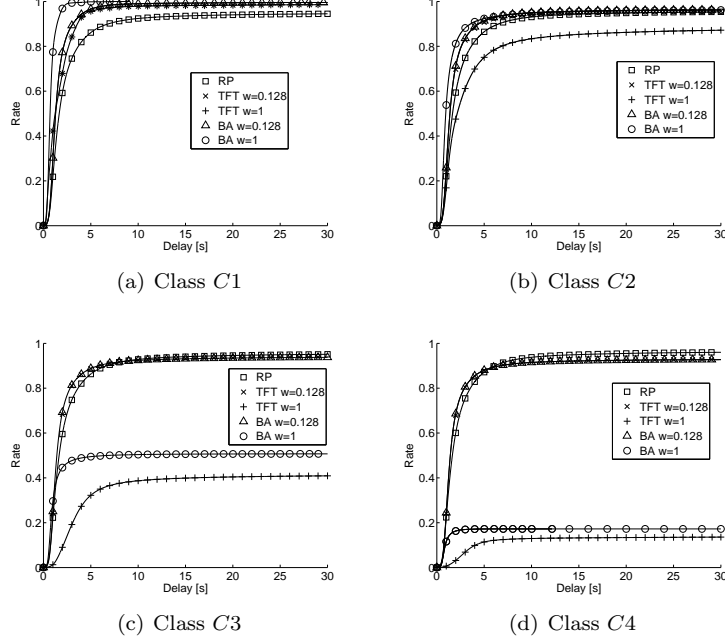 1
0.8
0.6
0.4
0.2
0
Rate
0 5 10 15 20 25 30
Delay [s]
RP
TFT w=0.128
TFT w=1
BA w=0.128
BA w=1
(a) Class C1
1
0.8
0.6
0.4
0.2
0
Rate
0 5 10 15 20 25 30
Delay [s]
RP
TFT w=0.128
TFT w=1
BA w=0.128
BA w=1
(b) Class C2
1
0.8
0.6
0.4
0.2
0
Rate
0 5 10 15 20 25 30
Delay [s]
RP
TFT w=0.128
TFT w=1
BA w=0.128
BA w=1
(c) Class C3
1
0.8
0.6
0.4
0.2
0
Rate
0 5 10 15 20 25 30
Delay [s]
RP
TFT w=0.128
TFT w=1
BA w=0.128
BA w=1
(d) Class C4